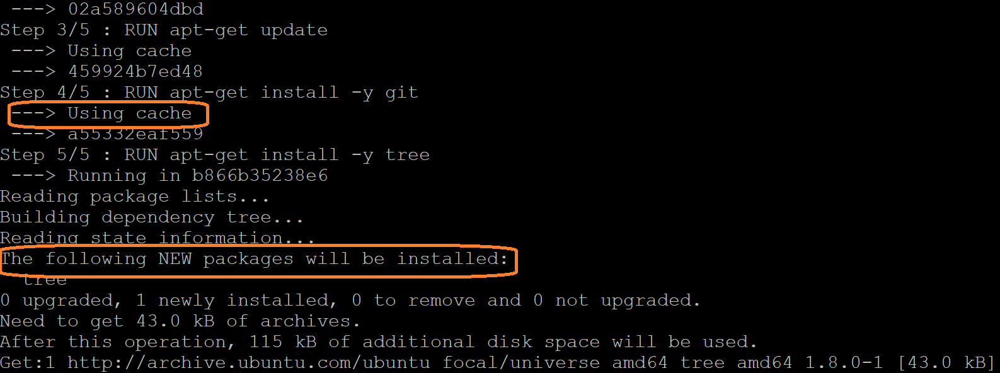 ---> 02a589604dbd
Step 3/5 : RUN apt-get update
---> Using cache
---> 459924b7ed48
Step 4/5 : RUN apt-get install -y git
---> Using cache
---> a55332eaf559
Step 5/5 : RUN apt-get install -y tree
---> Running in b866b35238e6
Reading package lists...
Building dependency tree...
Reading state information...
The following NEW packages will be installed:
tree
0 upgraded, 1 newly installed, 0 to remove and 0 not upgraded.
Need to get 43.0 kB of archives.
After this operation, 115 kB of additional disk space will be used.
Get:1 http://archive.ubuntu.com/ubuntu focal/universe amd64 tree amd64 1.8.0-1 [43.0 kB]